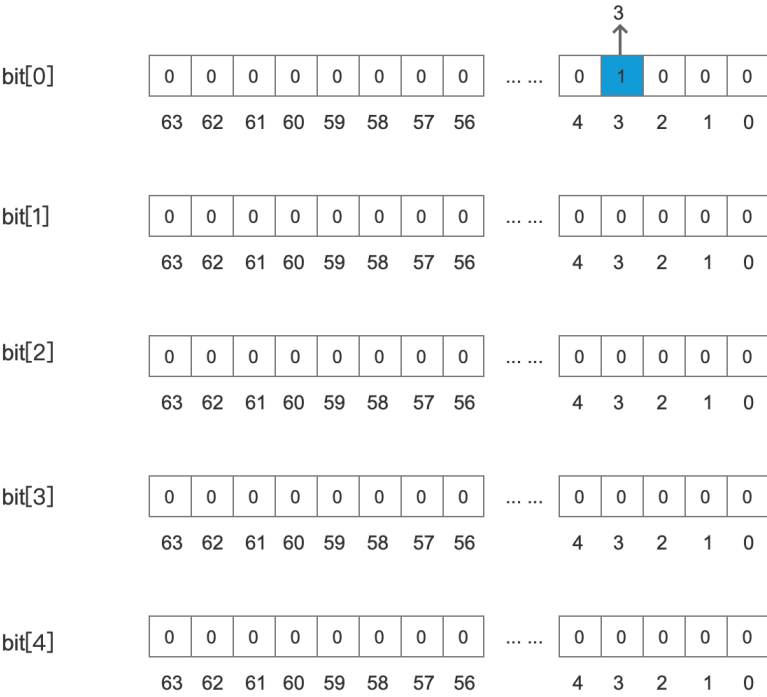 3
bit[0] 0 0 0 0 0 0 0 0 ... ... 0 1 0 0 0
63 62 61 60 59 58 57 56 4 3 2 1 0
bit[1] 0 0 0 0 0 0 0 0 ... ... 0 0 0 0 0
63 62 61 60 59 58 57 56 4 3 2 1 0
bit[2] 0 0 0 0 0 0 0 0 ... ... 0 0 0 0 0
63 62 61 60 59 58 57 56 4 3 2 1 0
bit[3] 0 0 0 0 0 0 0 0 ... ... 0 0 0 0 0
63 62 61 60 59 58 57 56 4 3 2 1 0
bit[4] 0 0 0 0 0 0 0 0 ... ... 0 0 0 0 0
63 62 61 60 59 58 57 56 4 3 2 1 0